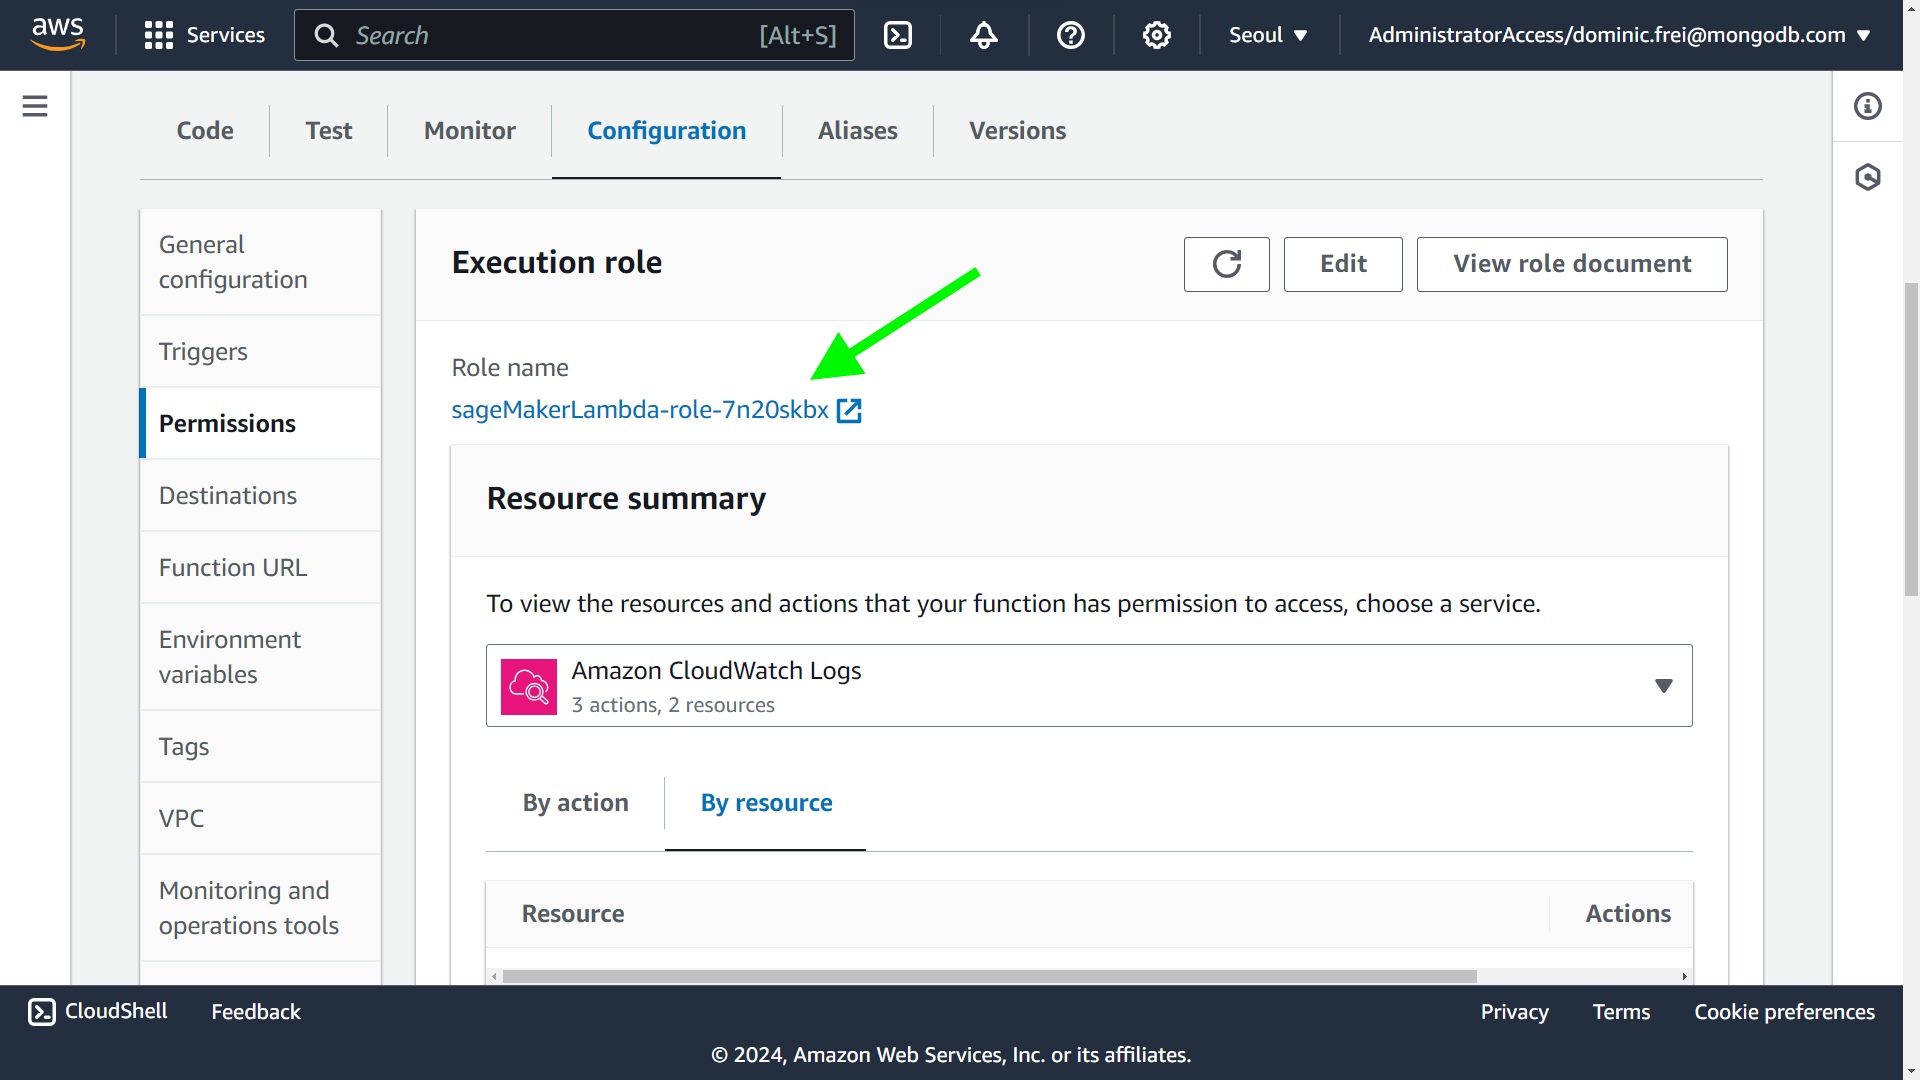 aws
Services
Search [Alt+S]
Seoul
AdministratorAccess/dominic.frei@mongodb.com
Code
Test
Monitor
Configuration
Aliases
Versions
General
configuration
Triggers
Permissions
Destinations
Function URL
Environment
variables
Tags
VPC
Monitoring and
operations tools
Execution role
Edit
View role document
Role name
sageMakerLambda-role-7n20skbx
Resource summary
To view the resources and actions that your function has permission to access, choose a service.
Amazon CloudWatch Logs
3 actions, 2 resources
By action
By resource
Resource
Actions
CloudShell
Feedback
Privacy
Terms
Cookie preferences
© 2024, Amazon Web Services, Inc. or its affiliates.